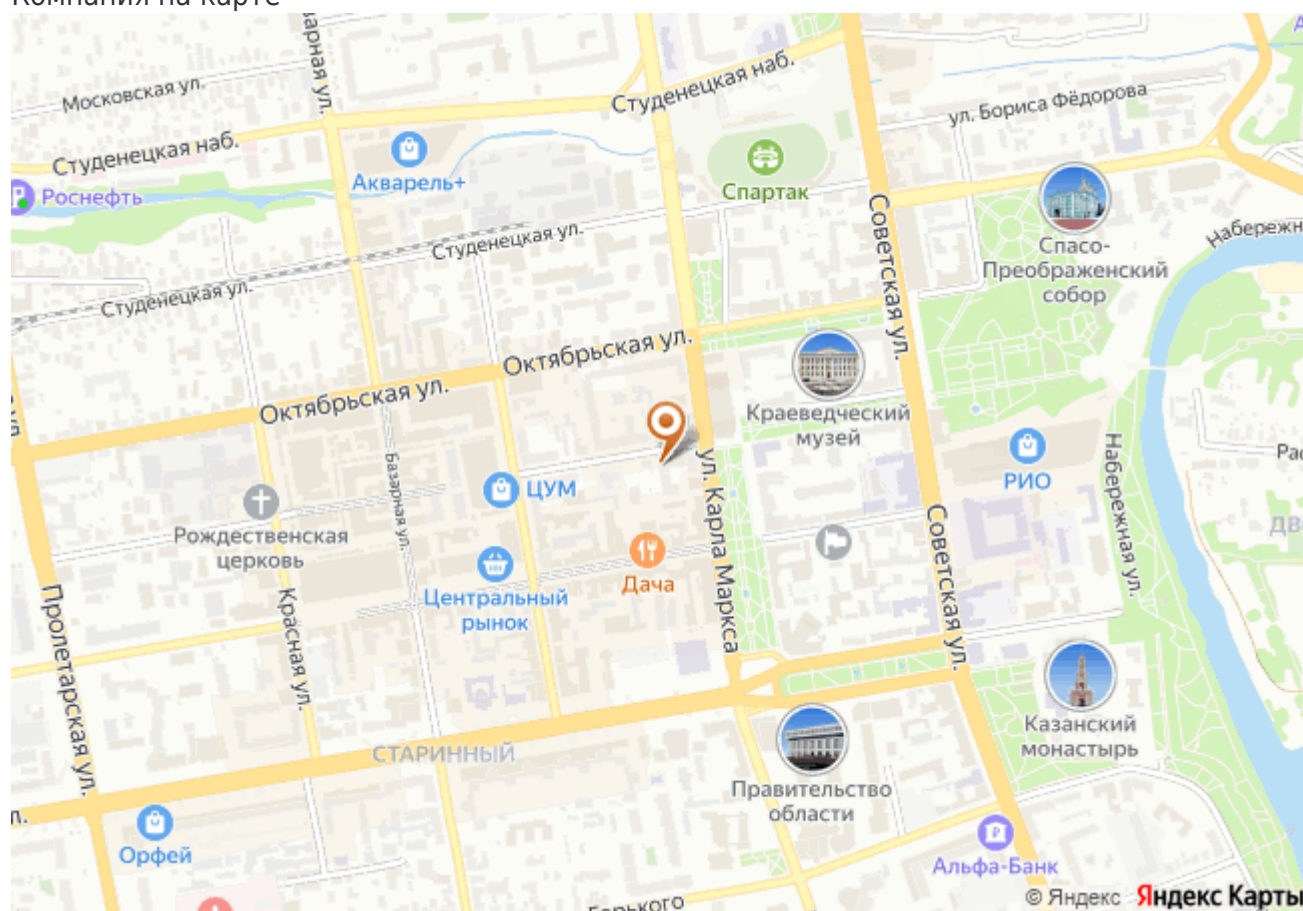 Компания на карте
Московская ул.
Студенецкая наб.
ул. Бориса Фёдорова
Студенецкая наб.
Акварель+
Роснефть
Спартак
Советская ул.
Студенецкая ул.
Спасо-
Преображенский
собор
Студенецкая ул.
Октябрьская ул.
Октябрьская ул.
Краеведческий
музей
Базарная ул.
ул. Карла Маркса
РИО
Набережная ул.
ЦУМ
Рождественская
церковь
Центральный
рынок
Дача
Советская ул.
Пролетарская ул.
Красная ул.
Казанский
монастырь
СТАРИННЫЙ
Правительство
области
Орфей
Альфа-Банк
© Яндекс Яндекс Карты